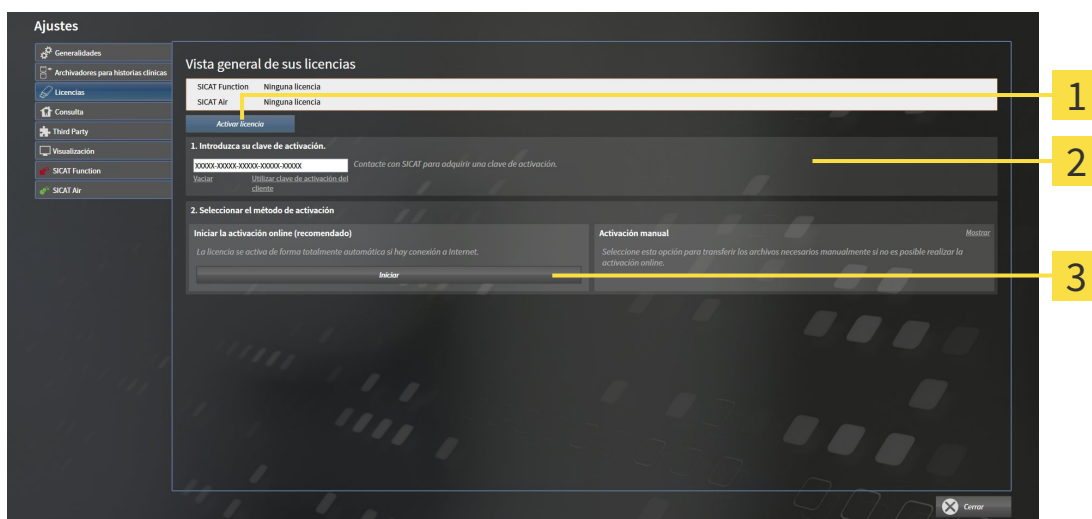 Ajustes
Generalidades
Archivadores para historias clínicas
Licencias
Consulta
Third Party
Visualización
SICAT Function
SICAT Air
Vista general de sus licencias
SICAT Function Ninguna licencia
SICAT Air Ninguna licencia
Activar licencia
1. Introduzca su clave de activación.
XXXXX-XXXXX-XXXXX-XXXXX-XXXXX
Contacte con SICAT para adquirir una clave de activación.
Vaciar
Utilizar clave de activación del
cliente
2. Seleccionar el método de activación
Iniciar la activación online (recomendado)
La licencia se activa de forma totalmente automática si hay conexión a Internet.
Iniciar
Activación manual
Mostrar
Seleccione esta opción para transferir los archivos necesarios manualmente si no es posible realizar la
activación online.
Cerrar
1
2
3